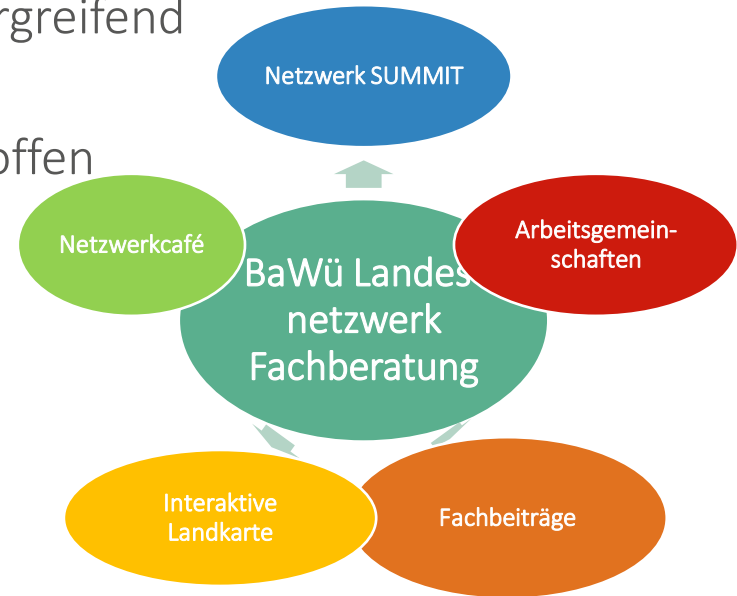 rgreifend
Netzwerk SUMMIT
offen
Netzwerkcafé
Arbeitsgemein-
schaften
BaWü Landes
netzwerk
Fachberatung
Interaktive
Landkarte
Fachbeiträge